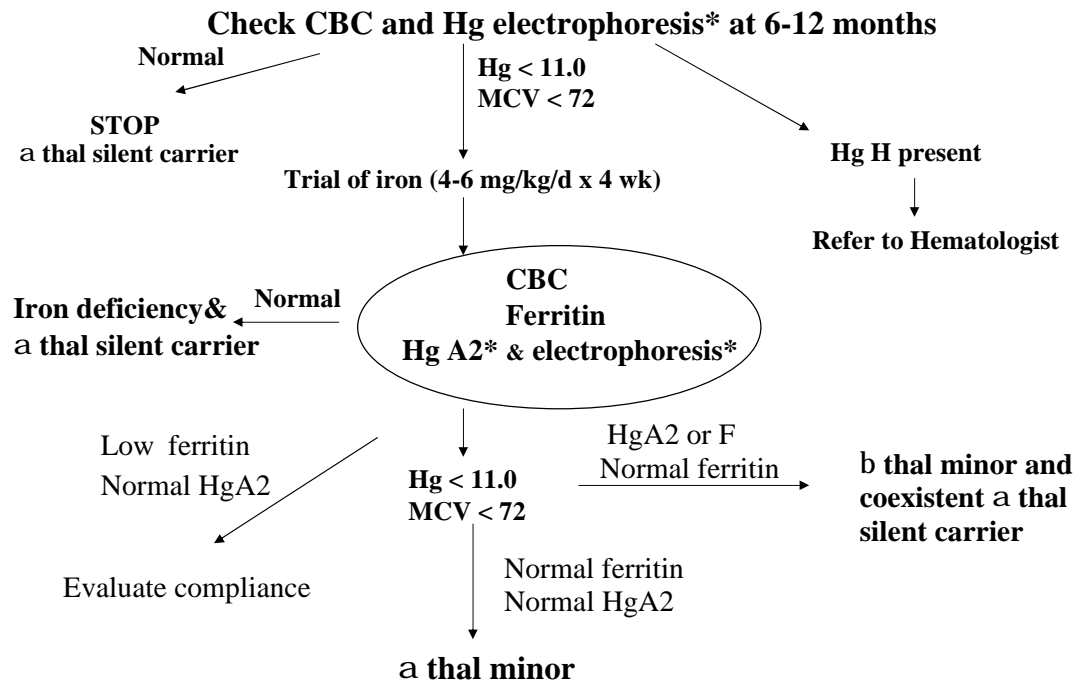 Check CBC and Hg electrophoresis* at 6-12 months
Normal
Hg < 11.0
MCV < 72
STOP
a thal silent carrier
Hg H present
Trial of iron (4-6 mg/kg/d x 4 wk)
Refer to Hematologist
CBC
Ferritin
Hg A2* & electrophoresis*
Normal
Iron deficiency&
a thal silent carrier
Low ferritin
Normal HgA2
Hg < 11.0
MCV < 72
HgA2 or F
Normal ferritin
b thal minor and
coexistent a thal
silent carrier
Evaluate compliance
Normal ferritin
Normal HgA2
a thal minor